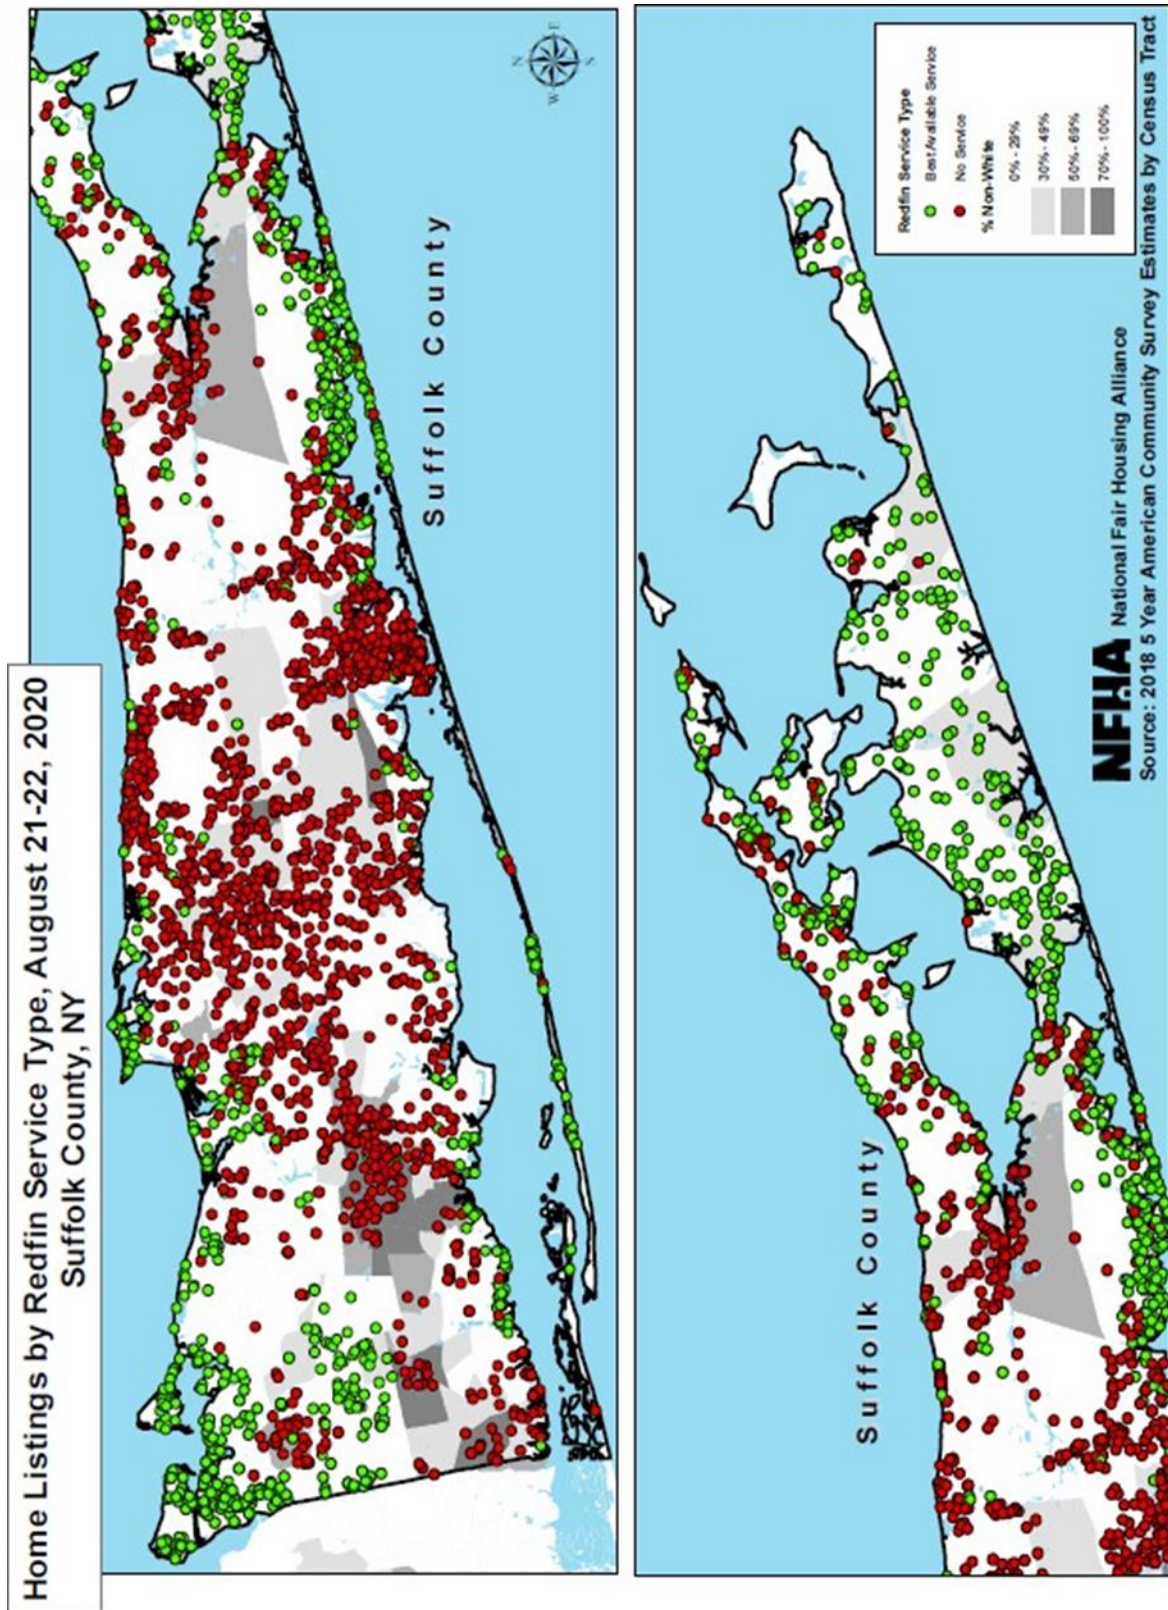 Home Listings by Redfin Service Type, August 21-22, 2020
Suffolk County, NY
N
E
S
W
Suffolk County
Suffolk County
Redfin Service Type
Best Available Service
No Service
% Non-White
0% - 29%
30% - 49%
50% - 69%
70% - 100%
NFHA National Fair Housing Alliance
Source: 2018 5 Year American Community Survey Estimates by Census Tract